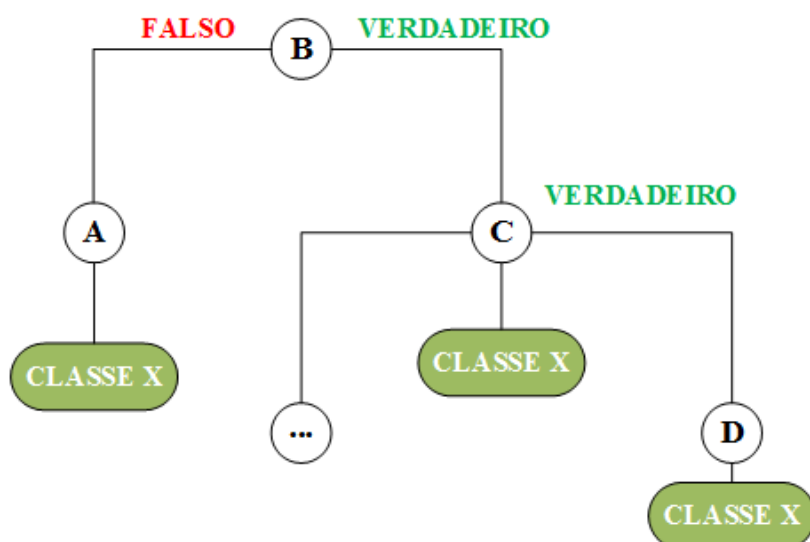 FALSO
B
VERDADEIRO
VERDADEIRO
A
C
CLASSE X
CLASSE X
...
D
CLASSE X